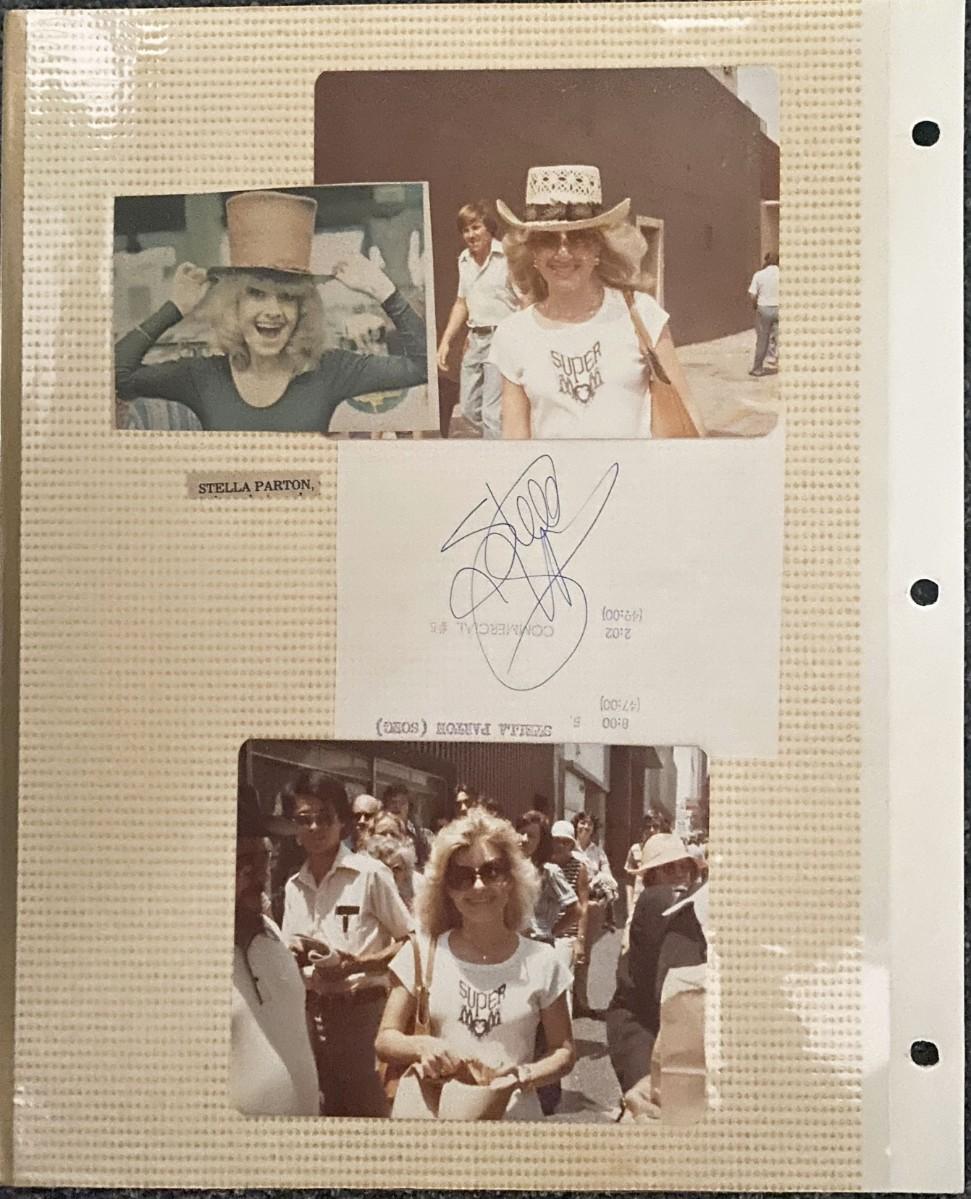 SUPER
MOM
STELLA PARTON,
Stella
(49:00)
2:02 COMMERCIAL #5
(47:00)
8:00 5. STELLA PARTON (SONG)
SUPER
MOM